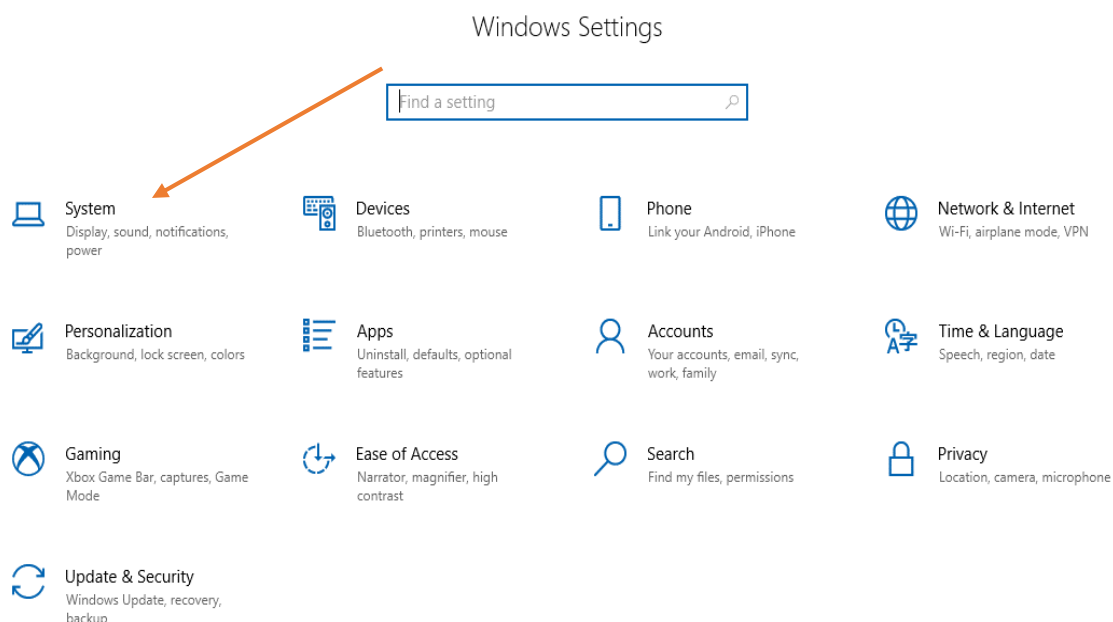 Windows Settings
Find a setting
System
Display, sound, notifications,
power
Devices
Bluetooth, printers, mouse
Phone
Link your Android, iPhone
Network & Internet
Wi-Fi, airplane mode, VPN
Personalization
Background, lock screen, colors
Apps
Uninstall, defaults, optional
features
Accounts
Your accounts, email, sync,
work, family
Time & Language
Speech, region, date
Gaming
Xbox Game Bar, captures, Game
Mode
Ease of Access
Narrator, magnifier, high
contrast
Search
Find my files, permissions
Privacy
Location, camera, microphone
Update & Security
Windows Update, recovery,
backup